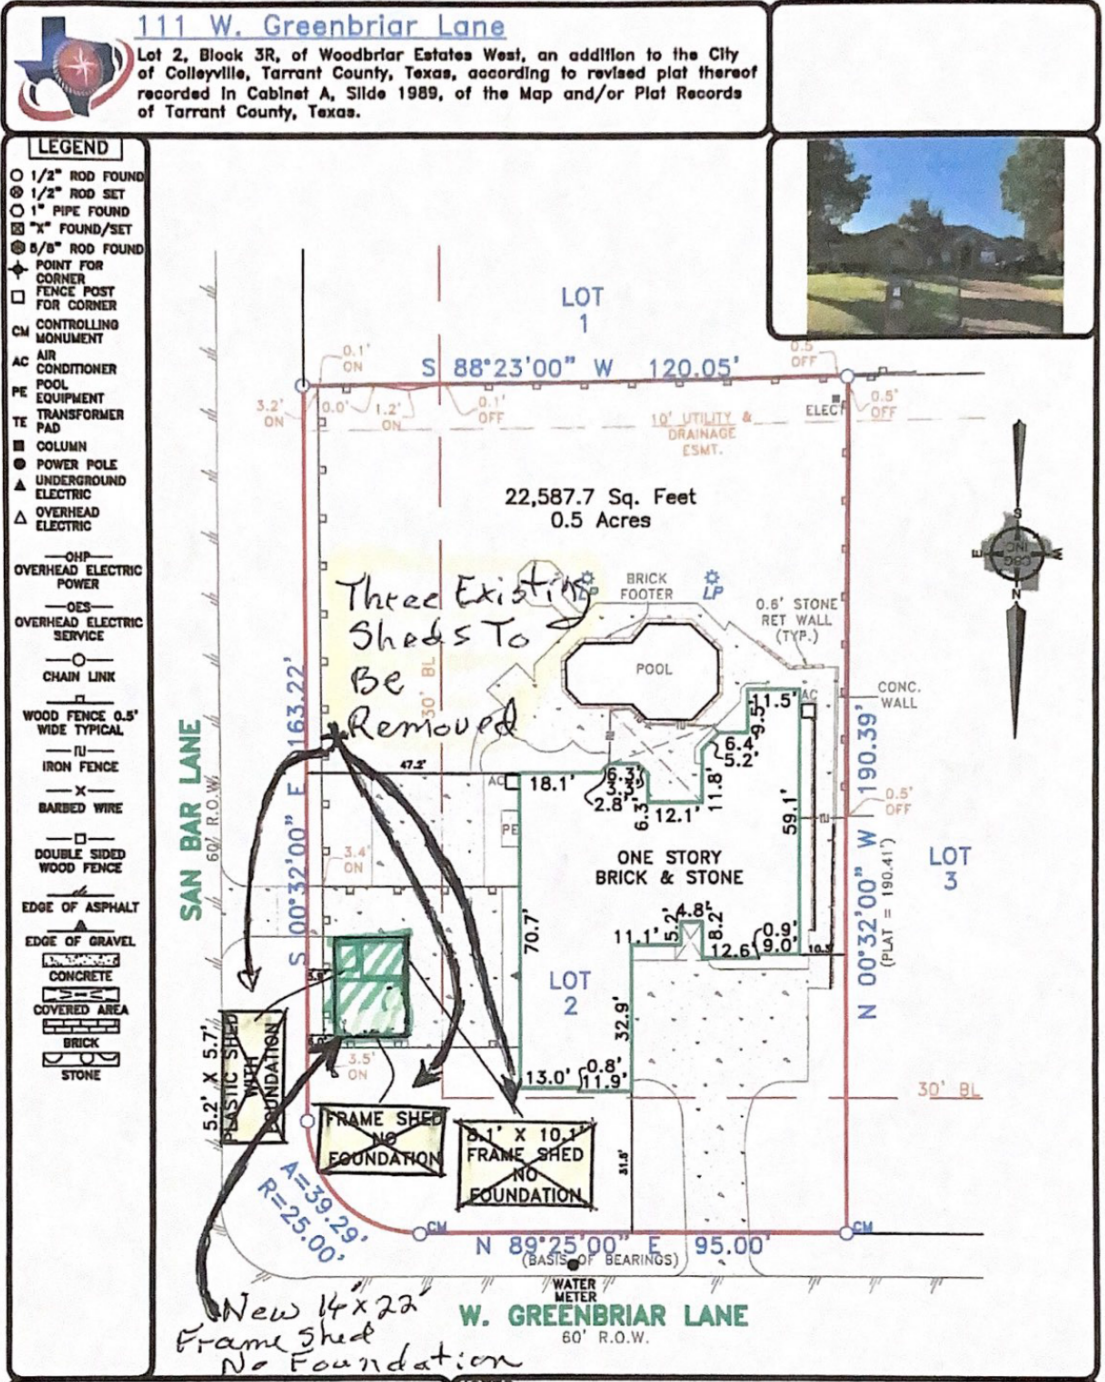 111 W. Greenbriar Lane
Lot 2, Block 3R, of Woodbriar Estates West, an addition to the City
of Colleyville, Tarrant County, Texas, according to revised plat thereof
recorded in Cabinet A, Slide 1989, of the Map and/or Plat Records
of Tarrant County, Texas.
LEGEND
1/2" ROD FOUND
1/2" ROD SET
1" PIPE FOUND
"X" FOUND/SET
5/8" ROD FOUND
POINT FOR
CORNER
FENCE POST
FOR CORNER
CM CONTROLLING
MONUMENT
AC AIR
CONDITIONER
PE POOL
EQUIPMENT
TE TRANSFORMER
PAD
COLUMN
POWER POLE
UNDERGROUND
ELECTRIC
OVERHEAD
ELECTRIC
OHP
OVERHEAD ELECTRIC
POWER
OES
OVERHEAD ELECTRIC
SERVICE
CHAIN LINK
WOOD FENCE 0.5'
WIDE TYPICAL
IRON FENCE
X
BARBED WIRE
DOUBLE SIDED
WOOD FENCE
EDGE OF ASPHALT
EDGE OF GRAVEL
CONCRETE
COVERED AREA
BRICK
STONE
LOT
1
0.1'
ON
S 88°23'00" W 120.05'
0.5'
OFF
3.2'
ON
0.0'
1.2'
ON
0.1'
OFF
ELEC
0.5'
OFF
10' UTILITY &
DRAINAGE
ESMT.
22,587.7 Sq. Feet
0.5 Acres
S
E
W
CBG
INC.
N
Three Existing
Sheds To
Be
Removed
LP
BRICK
FOOTER
LP
0.6' STONE
RET WALL
(TYP.)
POOL
30' BL
CONC.
WALL
SAN BAR LANE
60' R.O.W.
S 00°32'00" E 163.22'
47.2'
AC
18.1'
6.3'
3.3'
2.8'
6.3'
12.1'
11.8'
6.4'
5.2'
9.5'
11.5'
AC
59.1'
0.5'
OFF
PE
ONE STORY
BRICK & STONE
LOT
3
N 00°32'00" W 190.39'
(PLAT = 190.41')
3.4'
ON
70.7'
11.1'
5.2'
4.8'
8.2'
12.6'
0.9'
9.0'
10.3'
LOT
2
32.9'
3.5'
ON
13.0'
0.8'
11.9'
30' BL
5.2' X 5.7'
PLASTIC SHED
WITH
FOUNDATION
FRAME SHED
NO
FOUNDATION
8.1' X 10.1'
FRAME SHED
NO
FOUNDATION
31.5'
A=39.29'
R=25.00'
CM
CM
N 89°25'00" E 95.00'
(BASIS OF BEARINGS)
WATER
METER
W. GREENBRIAR LANE
60' R.O.W.
New 14'x22'
Frame Shed
No Foundation